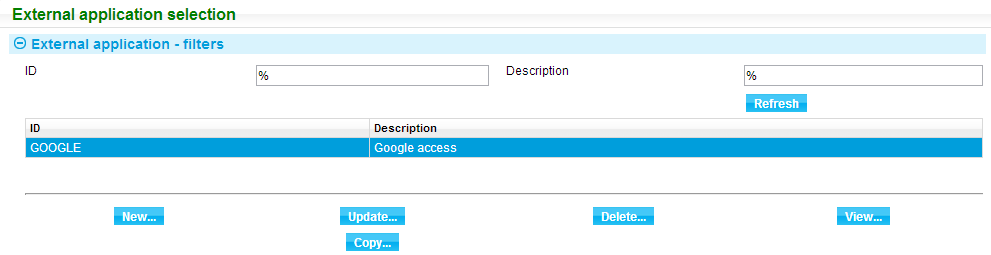 External application selection
External application - filters
ID % Description %
Refresh
ID Description
GOOGLE Google access
New... Update... Delete... View...
Copy...